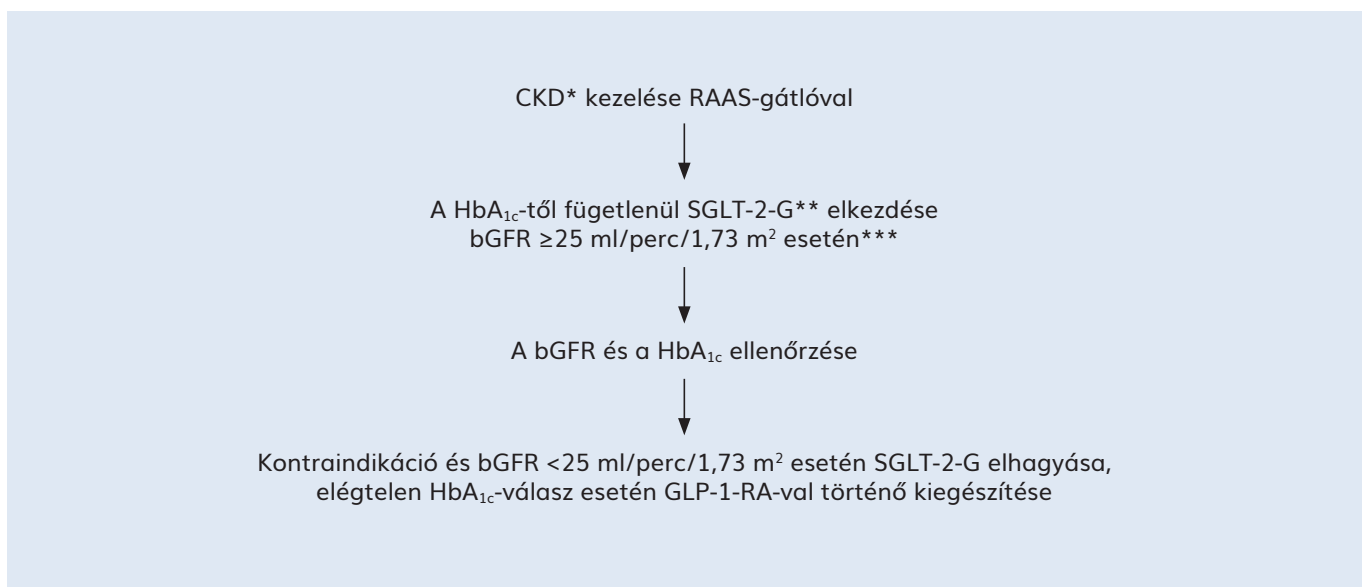 CKD* kezelése RAAS-gátlóval
A HbA₁c-től fügetlenül SGLT-2-G** elkezdése
bGFR ≥25 ml/perc/1,73 m² esetén***
A bGFR és a HbA₁c ellenőrzése
Kontraindikáció és bGFR <25 ml/perc/1,73 m² esetén SGLT-2-G elhagyása,
elégtelen HbA₁c-válasz esetén GLP-1-RA-val történő kiegészítése